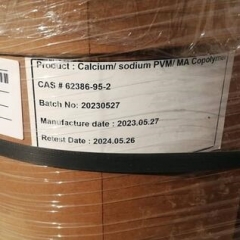 Product : Calcium/ sodium PVM/ MA Copolyme
CAS # 62386-95-2
Batch No: 20230527
Manufacture date : 2023.05.27
Retest Date : 2024.05.26